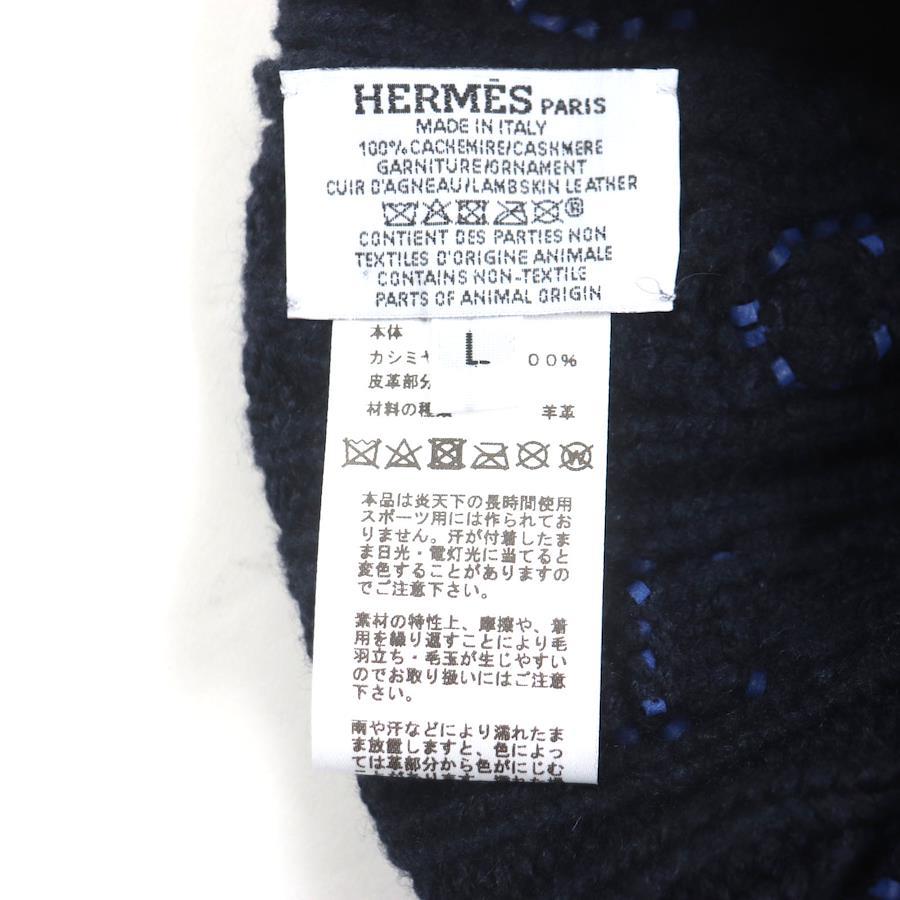 HERMĒS PARIS
MADE IN ITALY
100% CACHEMIRE/CASHMERE
GARNITURE/ORNAMENT
CUIR D'AGNEAU/LAMBSKIN LEATHER
CONTIENT DES PARTIES NON
TEXTILES D'ORIGINE ANIMALE
CONTAINS NON-TEXTILE
PARTS OF ANIMAL ORIGIN
本体
L
カシミヤ 00%
皮革部分
材料の種 羊革
本品は炎天下の長時間使用
スポーツ用には作られてお
りません。汗が付着したま
ま日光・電灯光に当てると
変色することがありますの
でご注意下さい。
素材の特性上、摩擦や、着
用を繰り返すことにより毛
羽立ち・毛玉が生じやすい
のでお取り扱いにはご注意
下さい。
雨や汗などにより濡れたま
ま放置しますと、色によっ
ては革部分から色がにじむ